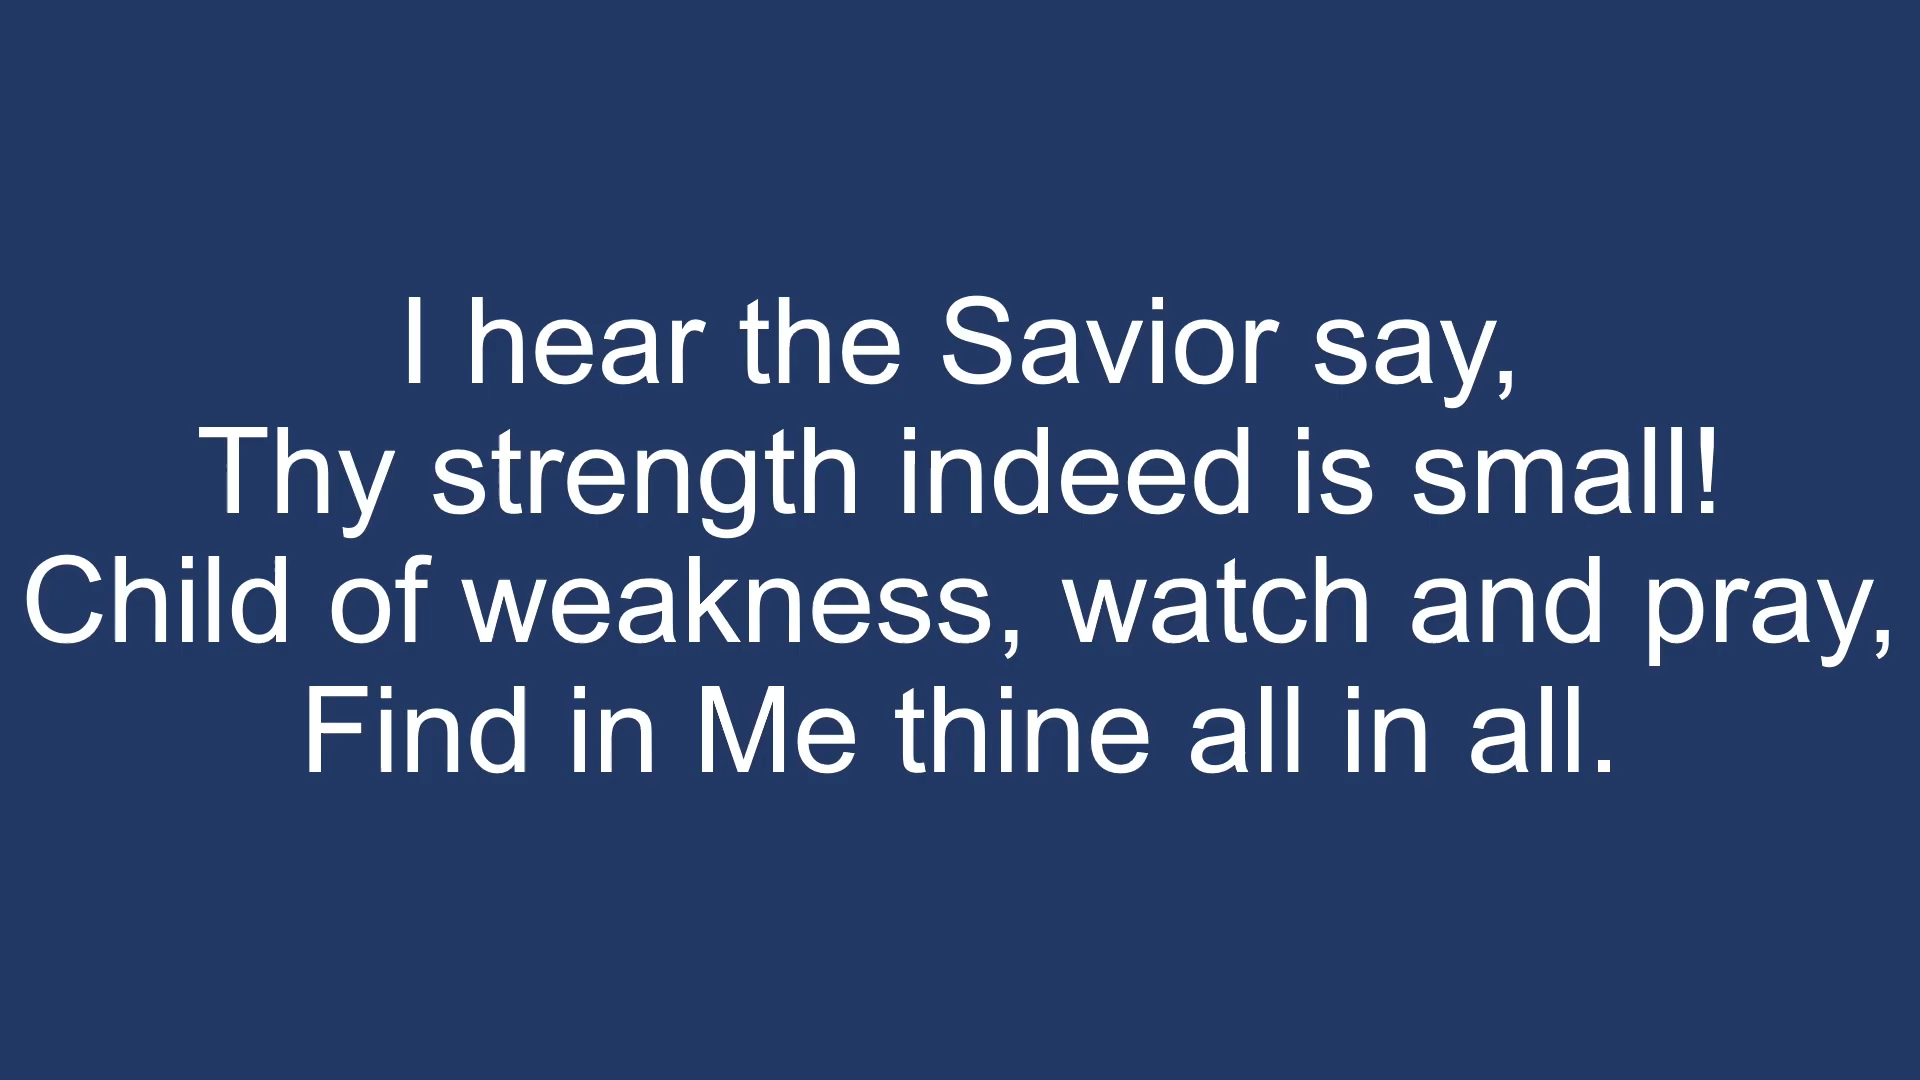 I hear the Savior say,
Thy strength indeed is small!
Child of weakness, watch and pray,
Find in Me thine all in all.